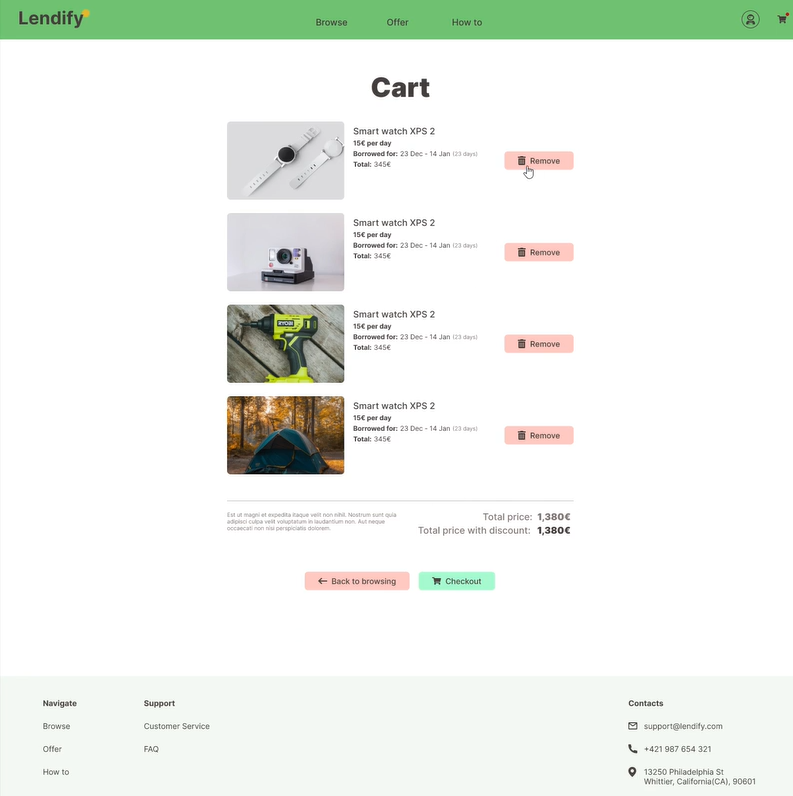 Lendify
Browse
Offer
How to
Cart
Smart watch XPS 2
15€ per day
Borrowed for: 23 Dec - 14 Jan (23 days)
Total: 345€
Remove
Smart watch XPS 2
15€ per day
Borrowed for: 23 Dec - 14 Jan (23 days)
Total: 345€
Remove
RYOBI
Smart watch XPS 2
15€ per day
Borrowed for: 23 Dec - 14 Jan (23 days)
Total: 345€
Remove
Smart watch XPS 2
15€ per day
Borrowed for: 23 Dec - 14 Jan (23 days)
Total: 345€
Remove
Est ut magni et expedita itaque velit non nihil. Nostrum sunt quia
adipisci culpa velit voluptatum in laudantium non. Aut neque
occaecati non nisi perspiciatis dolorem.
Total price: 1,380€
Total price with discount: 1,380€
Back to browsing
Checkout
Navigate
Browse
Offer
How to
Support
Customer Service
FAQ
Contacts
support@lendify.com
+421 987 654 321
13250 Philadelphia St
Whittier, California(CA), 90601